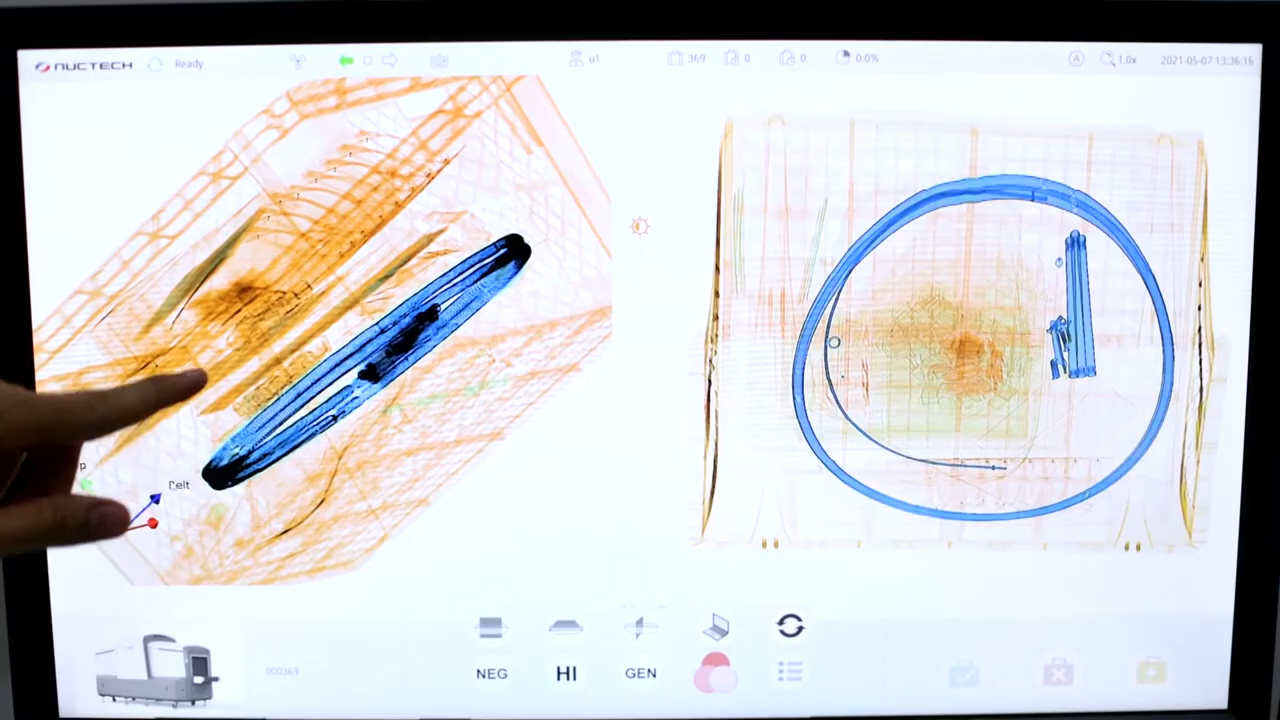 NUCTECH
Ready
u1
369
0
0
0.0%
A
1.0x
2021-05-07 13:36:16
p
Belt
000369
NEG
HI
GEN